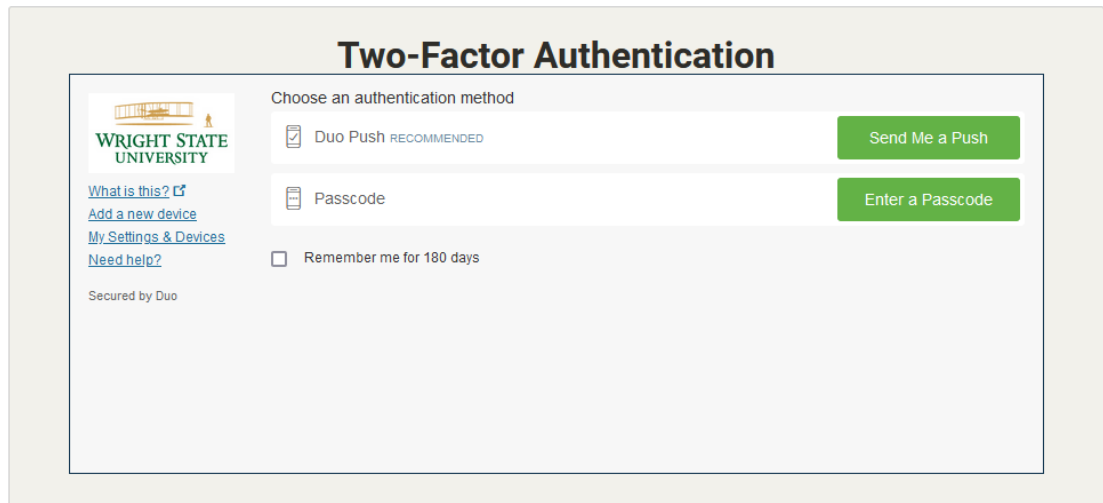 Two-Factor Authentication
WRIGHT STATE
UNIVERSITY
What is this?
Add a new device
My Settings & Devices
Need help?
Secured by Duo
Choose an authentication method
Duo Push RECOMMENDED
Send Me a Push
Passcode
Enter a Passcode
Remember me for 180 days